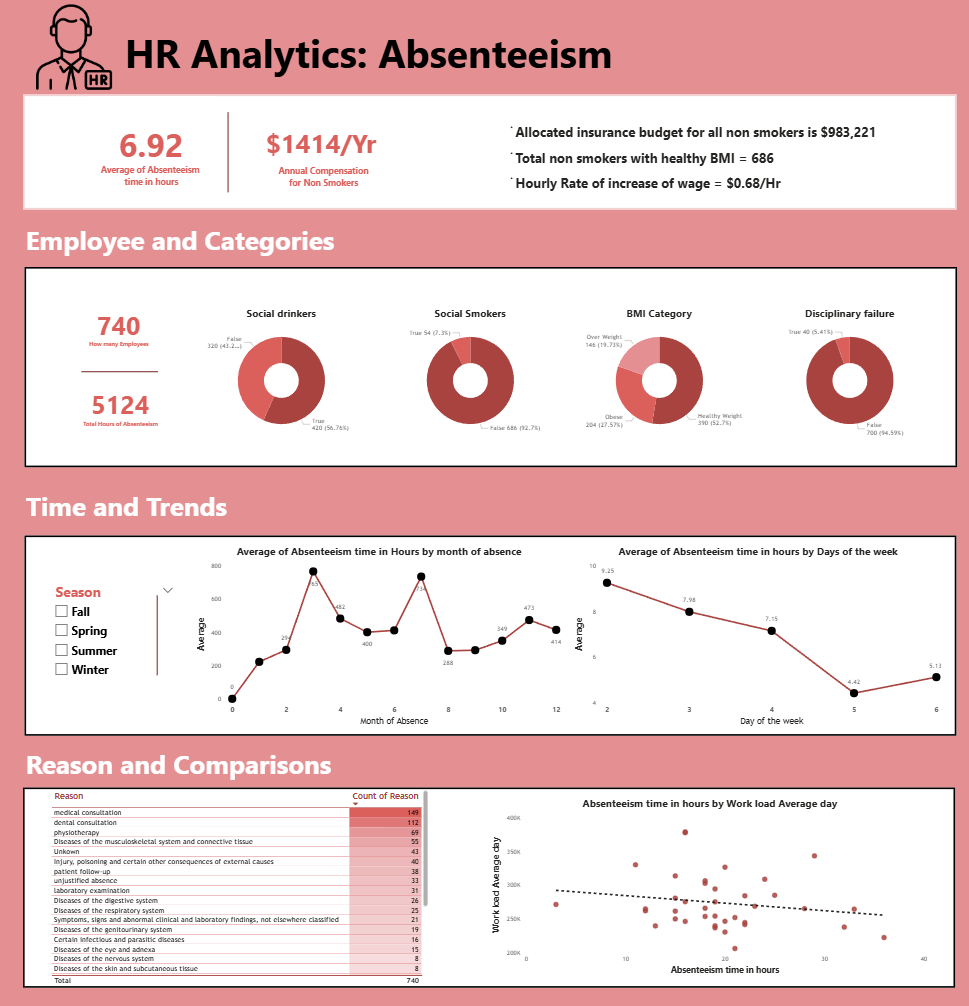 HR
HR Analytics: Absenteeism
6.92
Average of Absenteeism
time in hours
$1414/Yr
Annual Compensation
for Non Smokers
Allocated insurance budget for all non smokers is $983,221
Total non smokers with healthy BMI = 686
Hourly Rate of increase of wage = $0.68/Hr
Employee and Categories
740
How many Employees
5124
Total Hours of Absenteeism
Social drinkers
False
320 (43.2...)
True
420 (56.76%)
Social Smokers
True 54 (7.3%)
False 686 (92.7%)
BMI Category
Over Weight
146 (19.73%)
Obese
204 (27.57%)
Healthy Weight
390 (52.7%)
Disciplinary failure
True 40 (5.41%)
False
700 (94.59%)
Time and Trends
Season
Fall
Spring
Summer
Winter
Average of Absenteeism time in Hours by month of absence
Average
800
600
400
200
0
0
294
765
482
400
734
288
349
473
414
0 2 4 6 8 10 12
Month of Absence
Average of Absenteeism time in hours by Days of the week
Average
10
8
6
4
9.25
7.98
7.15
4.42
5.13
2 3 4 5 6
Day of the week
Reason and Comparisons
Reason Count of Reason
medical consultation 149
dental consultation 112
physiotherapy 69
Diseases of the musculoskeletal system and connective tissue 55
Unkown 43
Injury, poisoning and certain other consequences of external causes 40
patient follow-up 38
unjustified absence 33
laboratory examination 31
Diseases of the digestive system 26
Diseases of the respiratory system 25
Symptoms, signs and abnormal clinical and laboratory findings, not elsewhere classified 21
Diseases of the genitourinary system 19
Certain infectious and parasitic diseases 16
Diseases of the eye and adnexa 15
Diseases of the nervous system 8
Diseases of the skin and subcutaneous tissue 8
Total 740
Absenteeism time in hours by Work load Average day
Work load Average day
400K
350K
300K
250K
200K
0 10 20 30 40
Absenteeism time in hours